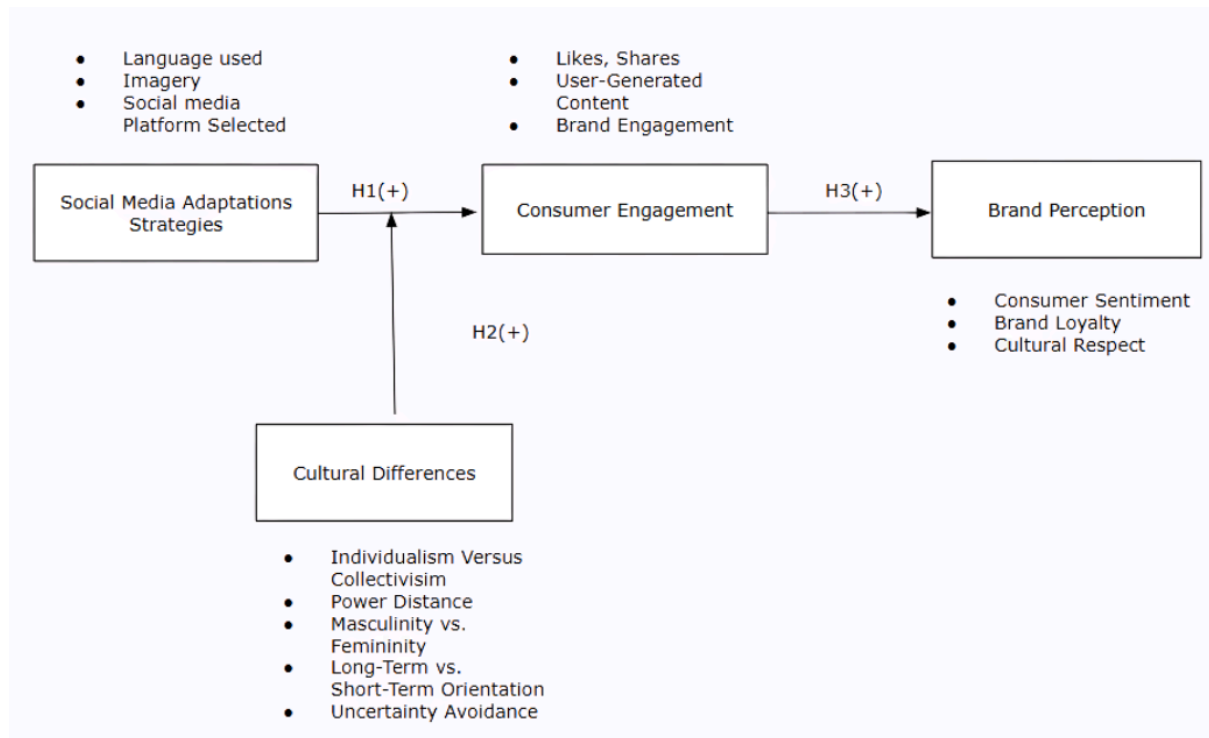 ● Language used
● Imagery
● Social media
Platform Selected
● Likes, Shares
● User-Generated
Content
● Brand Engagement
Social Media Adaptations
Strategies
H1(+)
Consumer Engagement
H3(+)
Brand Perception
● Consumer Sentiment
● Brand Loyalty
● Cultural Respect
H2(+)
Cultural Differences
● Individualism Versus
Collectivisim
● Power Distance
● Masculinity vs.
Femininity
● Long-Term vs.
Short-Term Orientation
● Uncertainty Avoidance